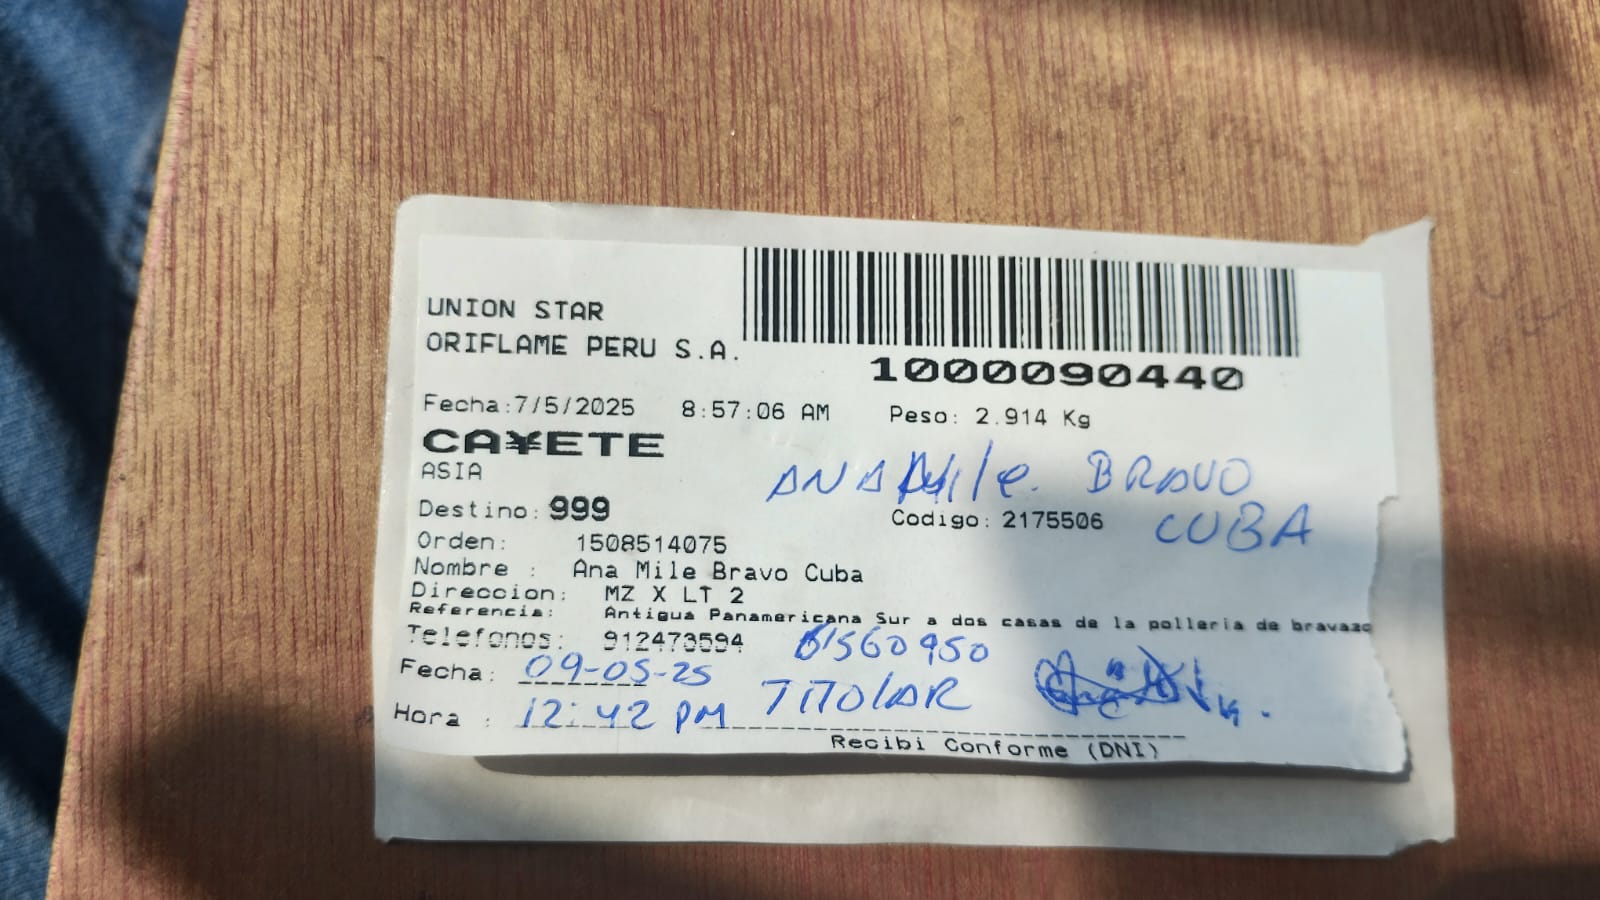 UNION STAR
ORIFLAME PERU S.A.
1000090440
Fecha:7/5/2025 8:57:06 AM Peso: 2.914 Kg
CA¥ETE
ASIA
ANA Mile BRAVO
Destino: 999
Codigo: 2175506 CUBA
Orden: 1508514075
Nombre : Ana Mile Bravo Cuba
Direccion: MZ X LT 2
Referencia: Antigua Panamericana Sur a dos casas de la polleria de bravazo
Telefonos: 912473594
Fecha: 09-05-25 TITOLAR
Hora : 12:42 PM
Recibi Conforme (DNI)